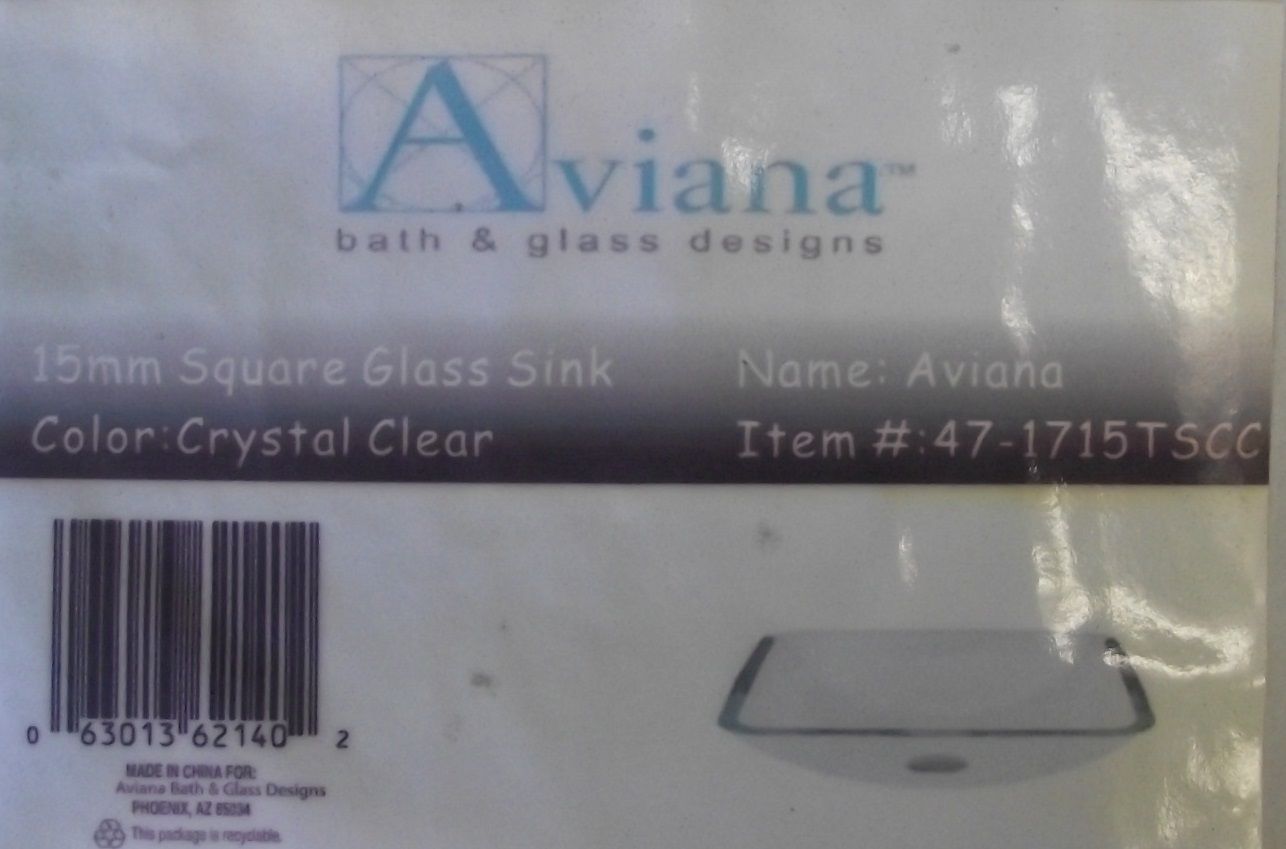 Aviana™
bath & glass designs
15mm Square Glass Sink
Name: Aviana
Color:Crystal Clear
Item #:47-1715TSCC
0 63013 62140 2
MADE IN CHINA FOR:
Aviana Bath & Glass Designs
PHOENIX, AZ 85034
This package is recyclable.